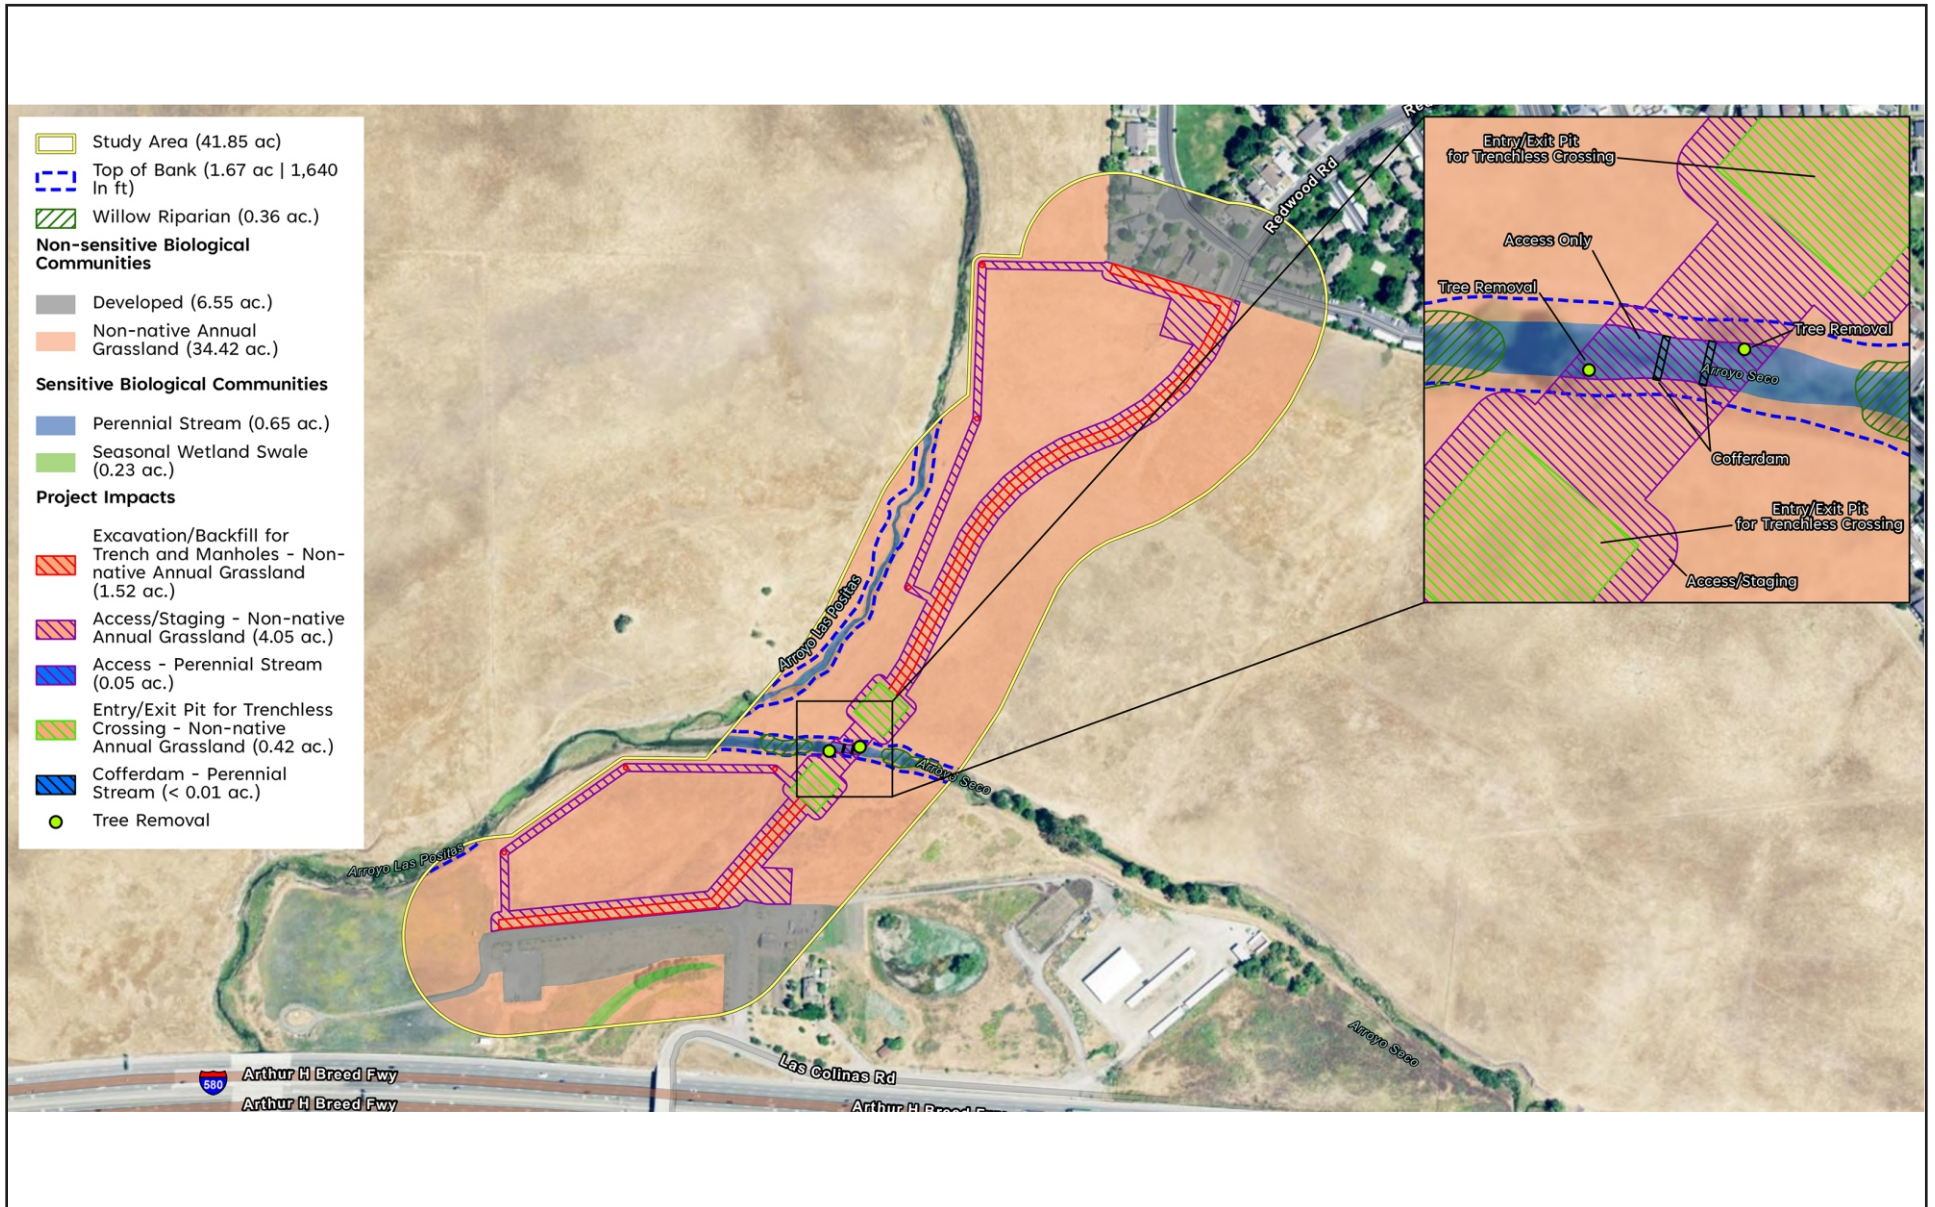 Study Area (41.85 ac)
Top of Bank (1.67 ac | 1,640
ln ft)
Willow Riparian (0.36 ac.)
Non-sensitive Biological
Communities
Developed (6.55 ac.)
Non-native Annual
Grassland (34.42 ac.)
Sensitive Biological Communities
Perennial Stream (0.65 ac.)
Seasonal Wetland Swale
(0.23 ac.)
Project Impacts
Excavation/Backfill for
Trench and Manholes - Non-
native Annual Grassland
(1.52 ac.)
Access/Staging - Non-native
Annual Grassland (4.05 ac.)
Access - Perennial Stream
(0.05 ac.)
Entry/Exit Pit for Trenchless
Crossing - Non-native
Annual Grassland (0.42 ac.)
Cofferdam - Perennial
Stream (< 0.01 ac.)
Tree Removal
Redwood Rd
Arroyo Las Positas
Arroyo Seco
Arroyo Las Positas
Arroyo Seco
580
Arthur H Breed Fwy
Arthur H Breed Fwy
Las Colinas Rd
Arthur H Breed
Entry/Exit Pit
for Trenchless Crossing
Access Only
Tree Removal
Tree Removal
Arroyo Seco
Cofferdam
Entry/Exit Pit
for Trenchless Crossing
Access/Staging